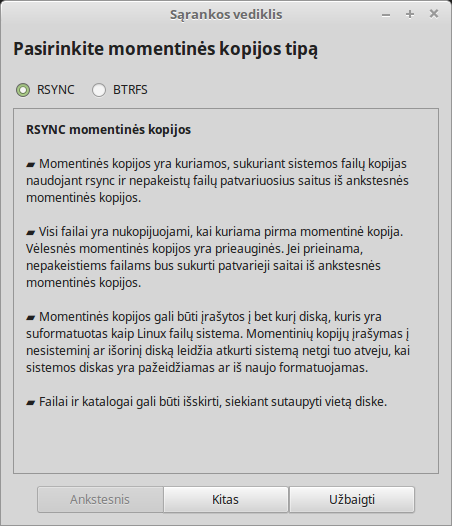 Sąrankos vediklis
Pasirinkite momentinės kopijos tipą
RSYNC BTRFS
RSYNC momentinės kopijos
▰ Momentinės kopijos yra kuriamos, sukuriant sistemos failų kopijas
naudojant rsync ir nepakeistų failų patvariuosius saitus iš ankstesnės
momentinės kopijos.
▰ Visi failai yra nukopijuojami, kai kuriama pirma momentinė kopija.
Vėlesnės momentinės kopijos yra prieauginės. Jei prieinama,
nepakeistiems failams bus sukurti patvarieji saitai iš ankstesnės
momentinės kopijos.
▰ Momentinės kopijos gali būti įrašytos į bet kurį diską, kuris yra
suformatuotas kaip Linux failų sistema. Momentinių kopijų įrašymas į
nesisteminį ar išorinį diską leidžia atkurti sistemą netgi tuo atveju, kai
sistemos diskas yra pažeidžiamas ar iš naujo formatuojamas.
▰ Failai ir katalogai gali būti išskirti, siekiant sutaupyti vietą diske.
Ankstesnis Kitas Užbaigti